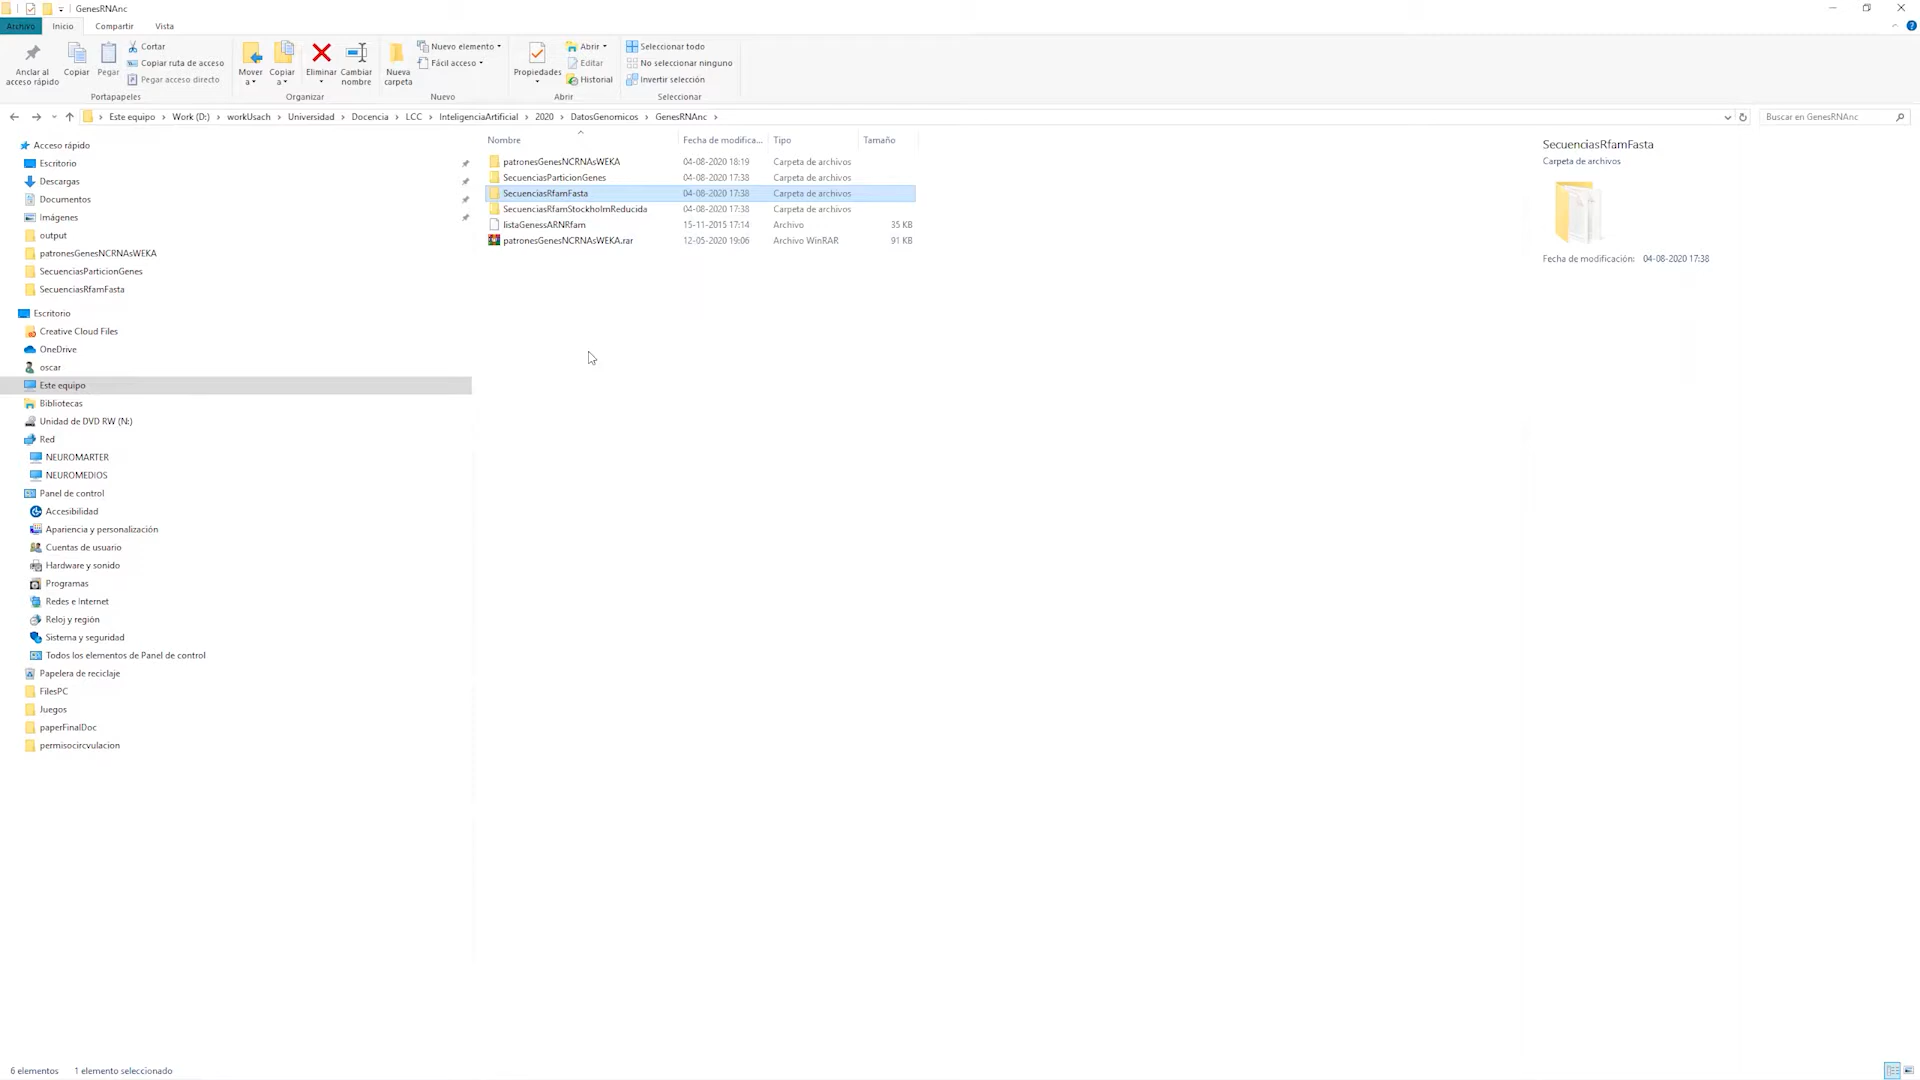 GenesRNAnc
Archivo Inicio Compartir Vista
Anclar al acceso rápido
Copiar
Pegar
Cortar
Copiar ruta de acceso
Pegar acceso directo
Portapapeles
Mover a
Copiar a
Eliminar
Cambiar nombre
Organizar
Nueva carpeta
Nuevo elemento
Fácil acceso
Nuevo
Propiedades
Abrir
Editar
Historial
Abrir
Seleccionar todo
No seleccionar ninguno
Invertir selección
Seleccionar
Este equipo > Work (D:) > workUsach > Universidad > Docencia > LCC > InteligenciaArtificial > 2020 > DatosGenomicos > GenesRNAnc >
Buscar en GenesRNAnc
Acceso rápido
Escritorio
Descargas
Documentos
Imágenes
output
patronesGenesNCRNAsWEKA
SecuenciasParticionGenes
SecuenciasRfamFasta
Escritorio
Creative Cloud Files
OneDrive
oscar
Este equipo
Bibliotecas
Unidad de DVD RW (N:)
Red
NEUROMARTER
NEUROMEDIOS
Panel de control
Accesibilidad
Apariencia y personalización
Cuentas de usuario
Hardware y sonido
Programas
Redes e Internet
Reloj y región
Sistema y seguridad
Todos los elementos de Panel de control
Papelera de reciclaje
FilesPC
Juegos
paperFinalDoc
permisocircvulacion
Nombre Fecha de modifica... Tipo Tamaño
patronesGenesNCRNAsWEKA 04-08-2020 18:19 Carpeta de archivos
SecuenciasParticionGenes 04-08-2020 17:38 Carpeta de archivos
SecuenciasRfamFasta 04-08-2020 17:38 Carpeta de archivos
SecuenciasRfamStockholmReducida 04-08-2020 17:38 Carpeta de archivos
listaGenessARNRfam 15-11-2015 17:14 Archivo 35 KB
patronesGenesNCRNAsWEKA.rar 12-05-2020 19:06 Archivo WinRAR 91 KB
SecuenciasRfamFasta
Carpeta de archivos
Fecha de modificación: 04-08-2020 17:38
6 elementos 1 elemento seleccionado